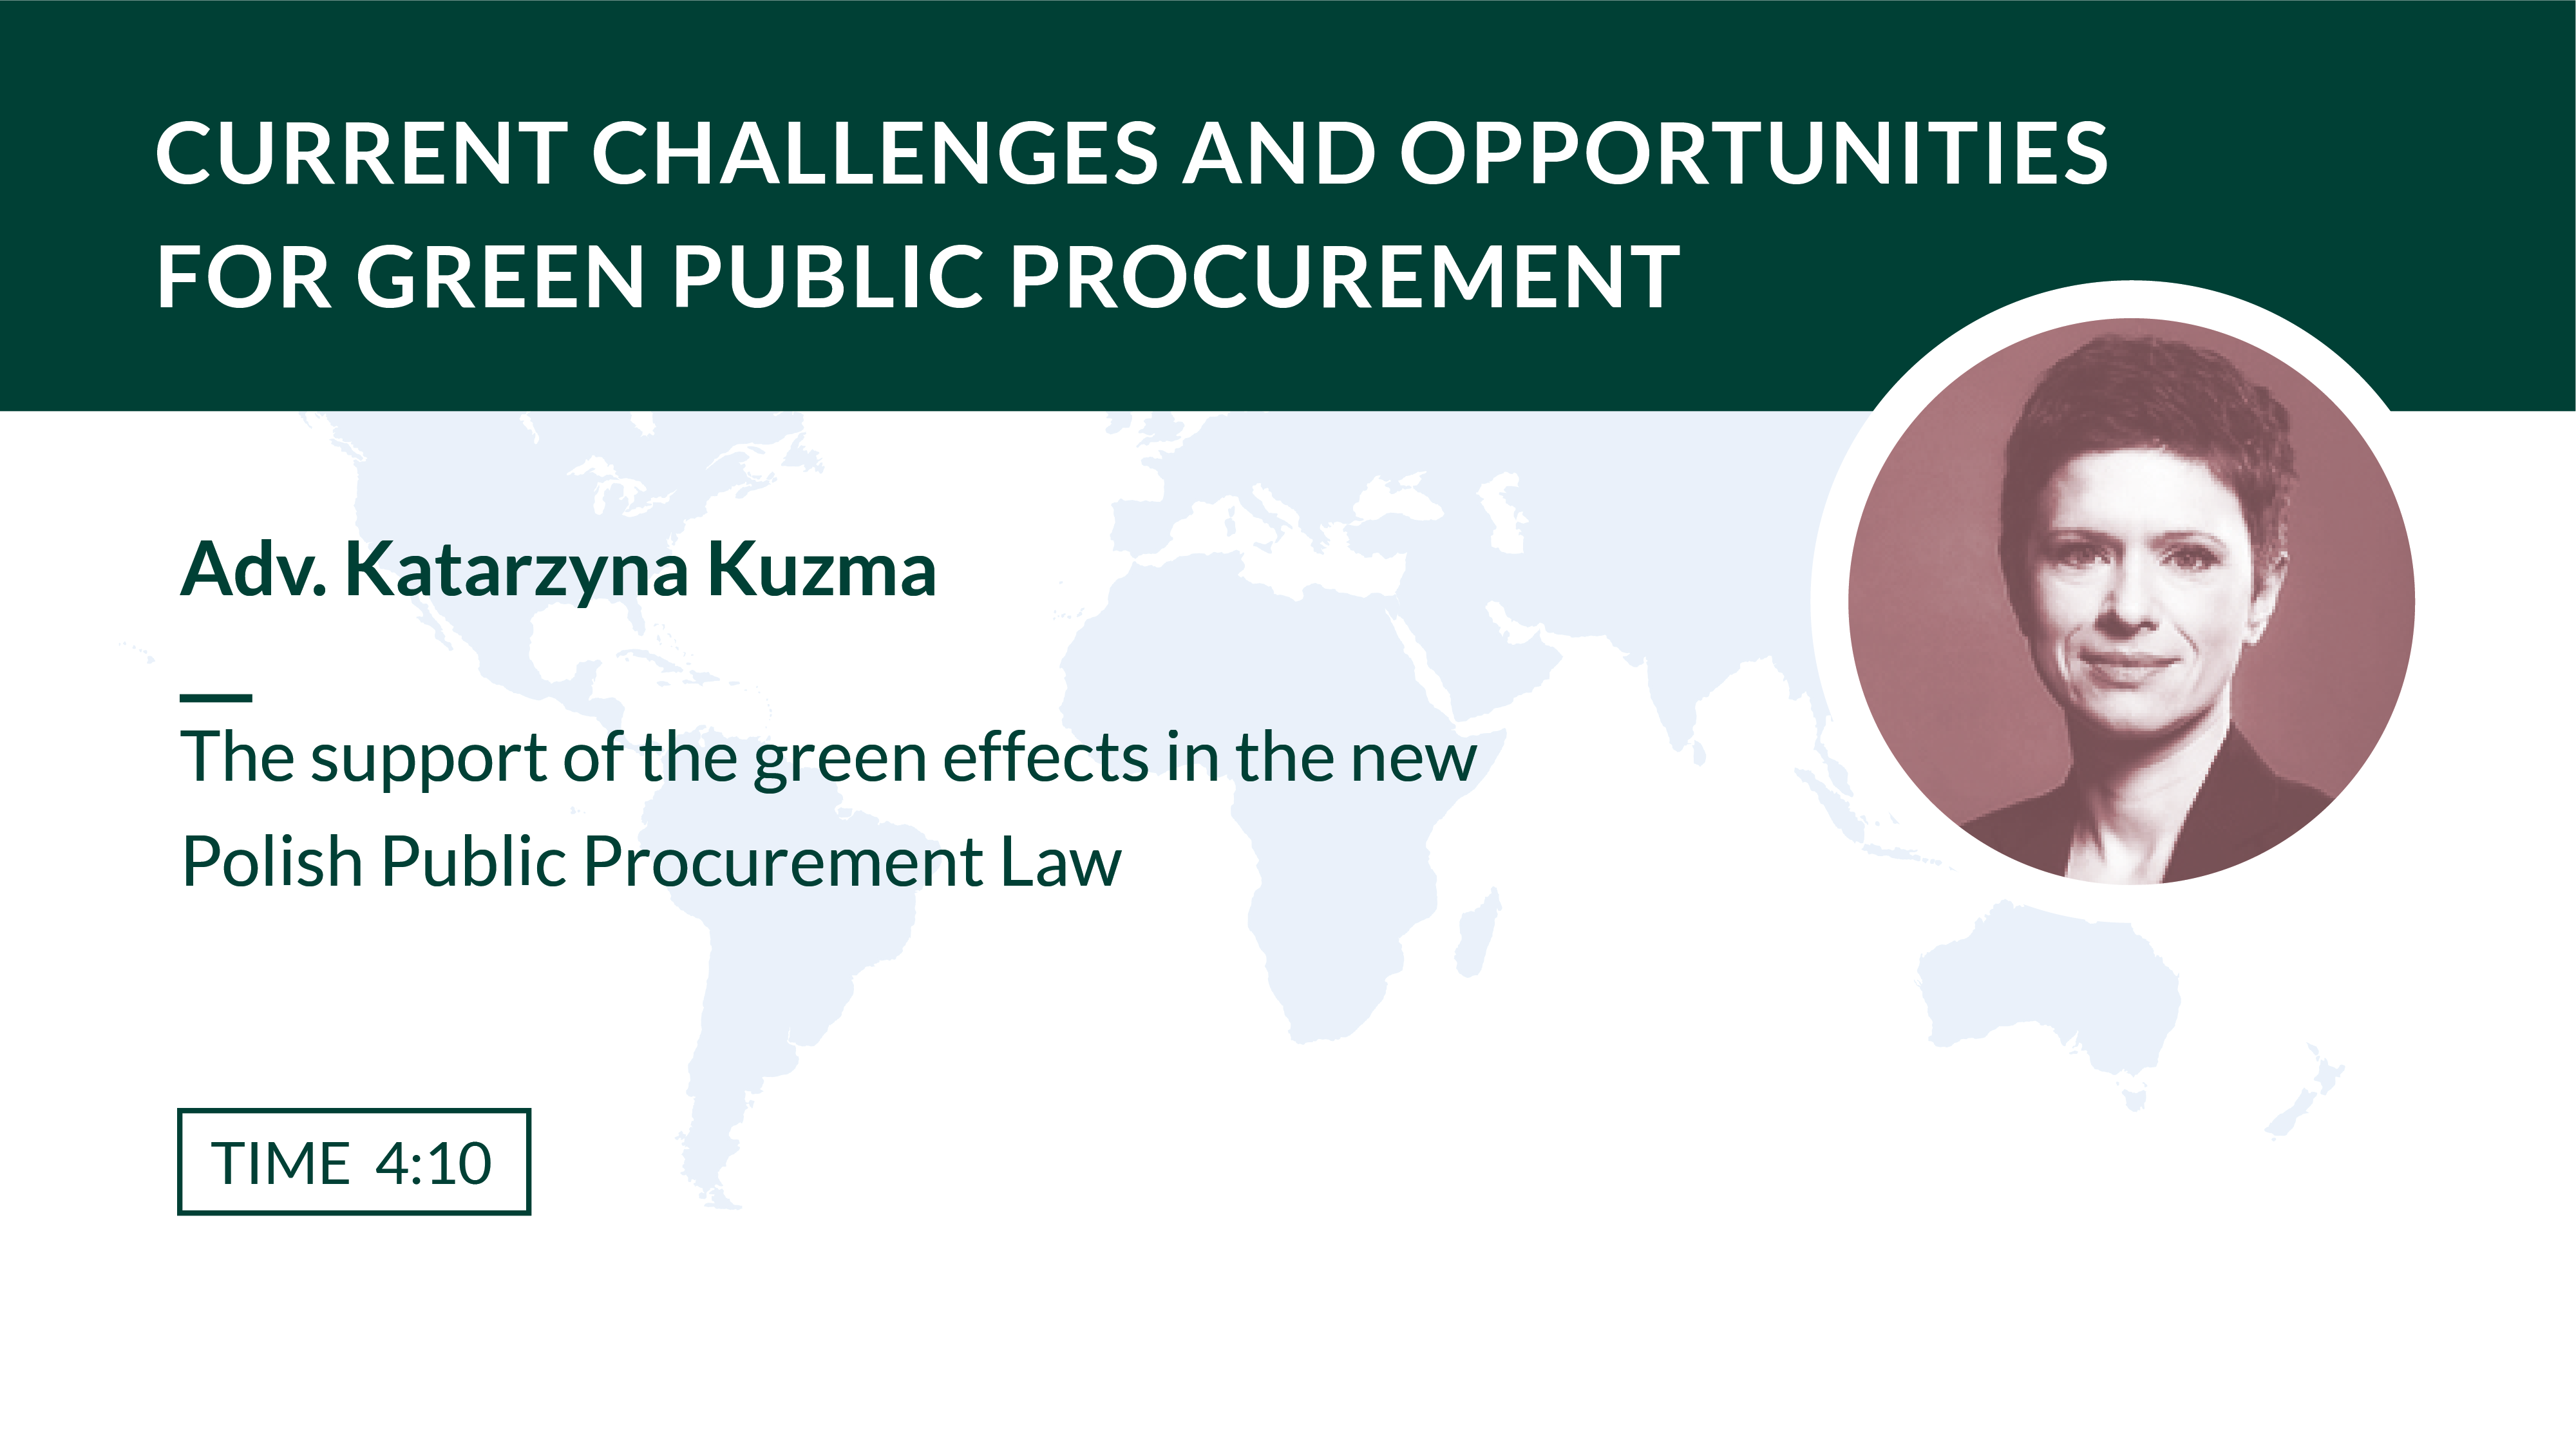 CURRENT CHALLENGES AND OPPORTUNITIES
FOR GREEN PUBLIC PROCUREMENT
Adv. Katarzyna Kuzma
The support of the green effects in the new
Polish Public Procurement Law
TIME 4:10